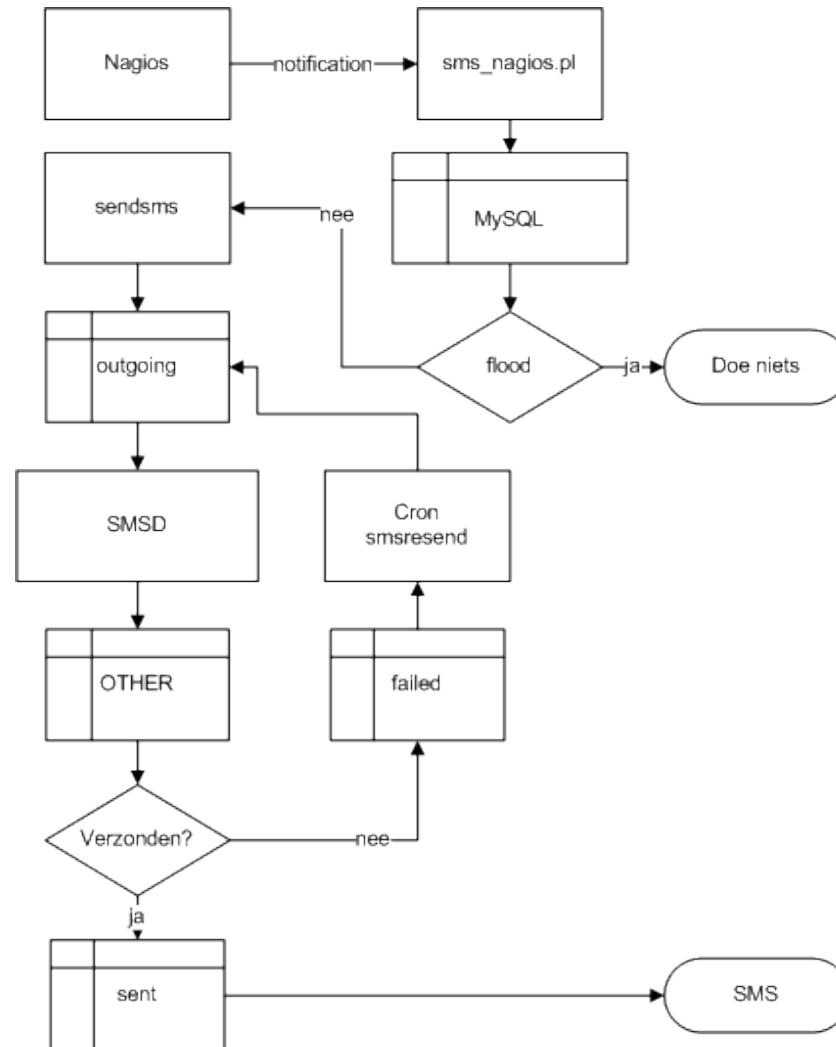 Nagios
notification
sms_nagios.pl
sendsms
nee
MySQL
outgoing
flood
ja
Doe niets
SMSD
Cron
smsresend
OTHER
failed
Verzonden?
nee
ja
sent
SMS